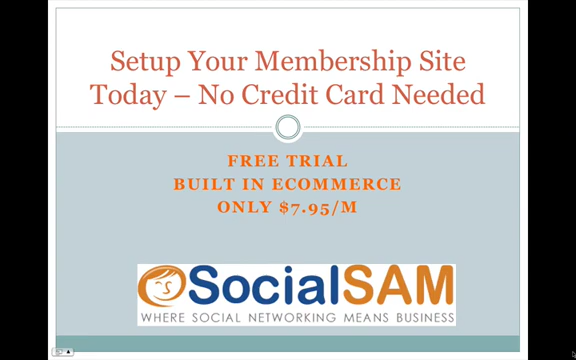 Setup Your Membership Site
Today – No Credit Card Needed
FREE TRIAL
BUILT IN ECOMMERCE
ONLY $7.95/M
SocialSAM
WHERE SOCIAL NETWORKING MEANS BUSINESS